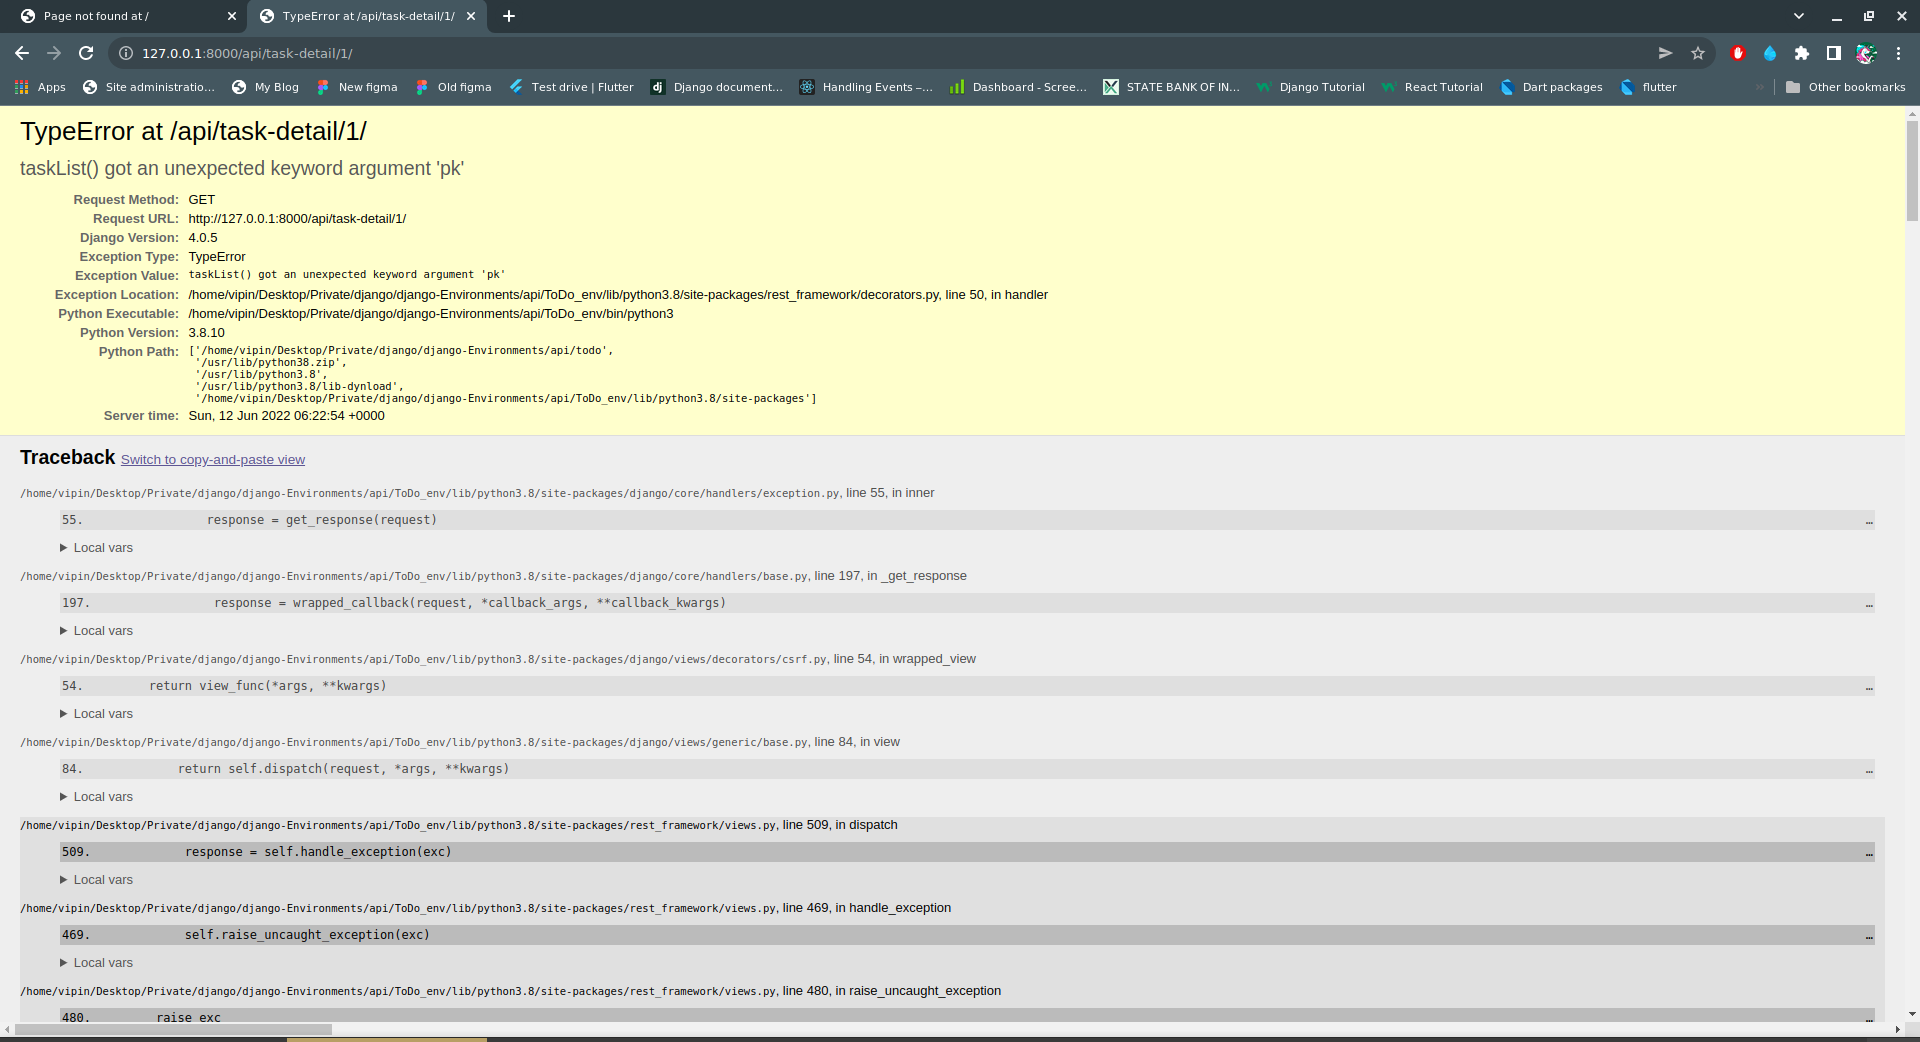 Page not found at /
TypeError at /api/task-detail/1/
127.0.0.1:8000/api/task-detail/1/
Apps
Site administratio...
My Blog
New figma
Old figma
Test drive | Flutter
dj Django document...
Handling Events –...
Dashboard - Scree...
STATE BANK OF IN...
Django Tutorial
React Tutorial
Dart packages
flutter
»
Other bookmarks
TypeError at /api/task-detail/1/
taskList() got an unexpected keyword argument 'pk'
Request Method: GET
Request URL: http://127.0.0.1:8000/api/task-detail/1/
Django Version: 4.0.5
Exception Type: TypeError
Exception Value: taskList() got an unexpected keyword argument 'pk'
Exception Location: /home/vipin/Desktop/Private/django/django-Environments/api/ToDo_env/lib/python3.8/site-packages/rest_framework/decorators.py, line 50, in handler
Python Executable: /home/vipin/Desktop/Private/django/django-Environments/api/ToDo_env/bin/python3
Python Version: 3.8.10
Python Path: ['/home/vipin/Desktop/Private/django/django-Environments/api/todo',
'/usr/lib/python38.zip',
'/usr/lib/python3.8',
'/usr/lib/python3.8/lib-dynload',
'/home/vipin/Desktop/Private/django/django-Environments/api/ToDo_env/lib/python3.8/site-packages']
Server time: Sun, 12 Jun 2022 06:22:54 +0000
Traceback Switch to copy-and-paste view
/home/vipin/Desktop/Private/django/django-Environments/api/ToDo_env/lib/python3.8/site-packages/django/core/handlers/exception.py, line 55, in inner
55. response = get_response(request) …
▶ Local vars
/home/vipin/Desktop/Private/django/django-Environments/api/ToDo_env/lib/python3.8/site-packages/django/core/handlers/base.py, line 197, in _get_response
197. response = wrapped_callback(request, *callback_args, **callback_kwargs) …
▶ Local vars
/home/vipin/Desktop/Private/django/django-Environments/api/ToDo_env/lib/python3.8/site-packages/django/views/decorators/csrf.py, line 54, in wrapped_view
54. return view_func(*args, **kwargs) …
▶ Local vars
/home/vipin/Desktop/Private/django/django-Environments/api/ToDo_env/lib/python3.8/site-packages/django/views/generic/base.py, line 84, in view
84. return self.dispatch(request, *args, **kwargs) …
▶ Local vars
/home/vipin/Desktop/Private/django/django-Environments/api/ToDo_env/lib/python3.8/site-packages/rest_framework/views.py, line 509, in dispatch
509. response = self.handle_exception(exc) …
▶ Local vars
/home/vipin/Desktop/Private/django/django-Environments/api/ToDo_env/lib/python3.8/site-packages/rest_framework/views.py, line 469, in handle_exception
469. self.raise_uncaught_exception(exc) …
▶ Local vars
/home/vipin/Desktop/Private/django/django-Environments/api/ToDo_env/lib/python3.8/site-packages/rest_framework/views.py, line 480, in raise_uncaught_exception
480. raise exc …